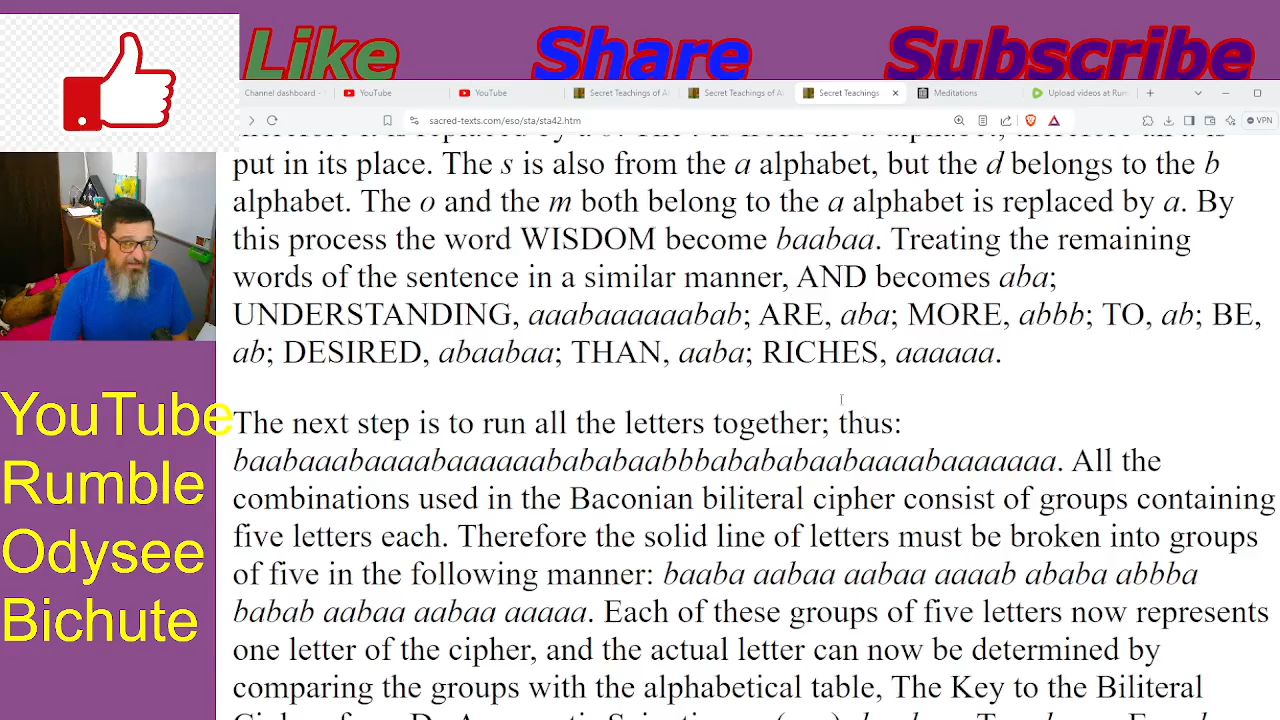 Like Share Subscribe
Channel dashboard - YouTube YouTube Secret Teachings of A Secret Teachings of A Secret Teachings Meditations Upload videos at Rum
sacred-texts.com/eso/sta/sta42.htm VPN
put in its place. The s is also from the a alphabet, but the d belongs to the b
alphabet. The o and the m both belong to the a alphabet is replaced by a. By
this process the word WISDOM become baabaa. Treating the remaining
words of the sentence in a similar manner, AND becomes aba;
UNDERSTANDING, aaabaaaaaabab; ARE, aba; MORE, abbb; TO, ab; BE,
ab; DESIRED, abaabaa; THAN, aaba; RICHES, aaaaaa.
The next step is to run all the letters together; thus:
baabaaabaaaabaaaaaabababaabbbabababaabaaaabaaaaaaa. All the
combinations used in the Baconian biliteral cipher consist of groups containing
five letters each. Therefore the solid line of letters must be broken into groups
of five in the following manner: baaba aabaa aabaa aaaab ababa abbba
babab aabaa aabaa aaaaa. Each of these groups of five letters now represents
one letter of the cipher, and the actual letter can now be determined by
comparing the groups with the alphabetical table, The Key to the Biliteral
YouTube
Rumble
Odysee
Bichute